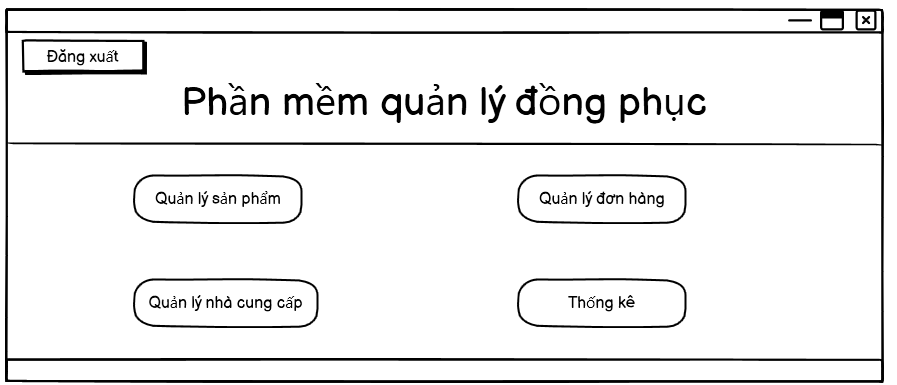 Đăng xuất
Phần mềm quản lý đồng phục
Quản lý sản phẩm
Quản lý đơn hàng
Quản lý nhà cung cấp
Thống kê